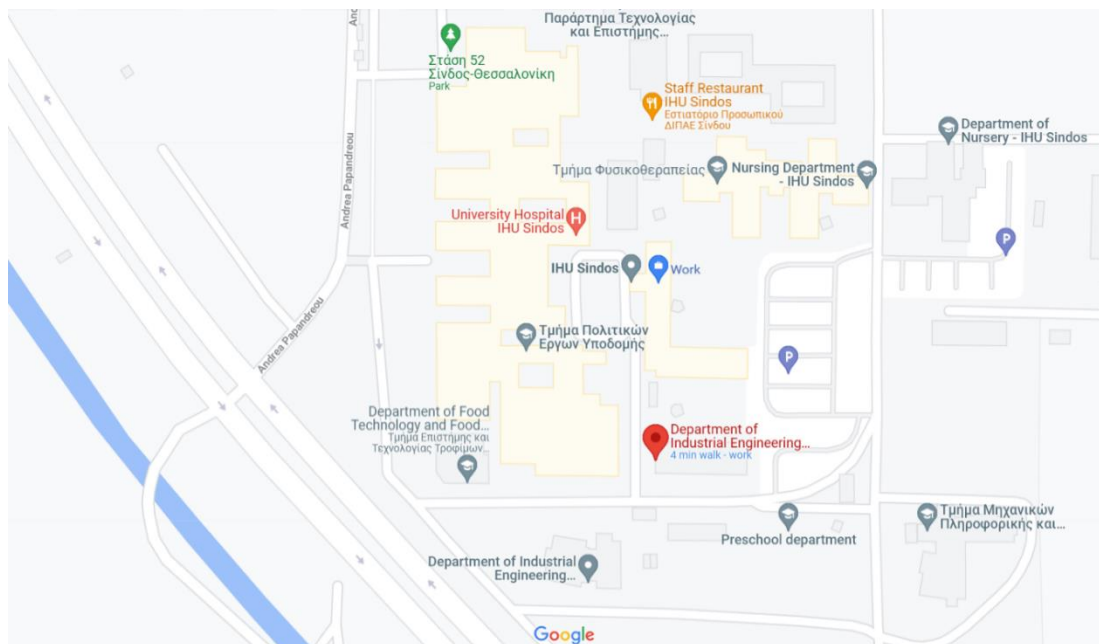 Παράρτημα Τεχνολογίας
και Επιστήμης...
Στάση 52
Σίνδος-Θεσσαλονίκη
Park
Staff Restaurant
IHU Sindos
Εστιατόριο Προσωπικού
ΔΙΠΑΕ Σίνδου
Department of
Nursery - IHU Sindos
Τμήμα Φυσικοθεραπείας
Nursing Department
- IHU Sindos
Andrea Papandreou
University Hospital
IHU Sindos
H
P
IHU Sindos
Work
Andrea Papandreou
Τμήμα Πολιτικών
Εργων Υποδομής
P
Department of Food
Technology and Food...
Τμήμα Επιστήμης και
Τεχνολογίας Τροφίμων...
Department of
Industrial Engineering...
4 min walk - work
Τμήμα Μηχανικών
Πληροφορικής και...
Preschool department
Department of Industrial
Engineering...
Google